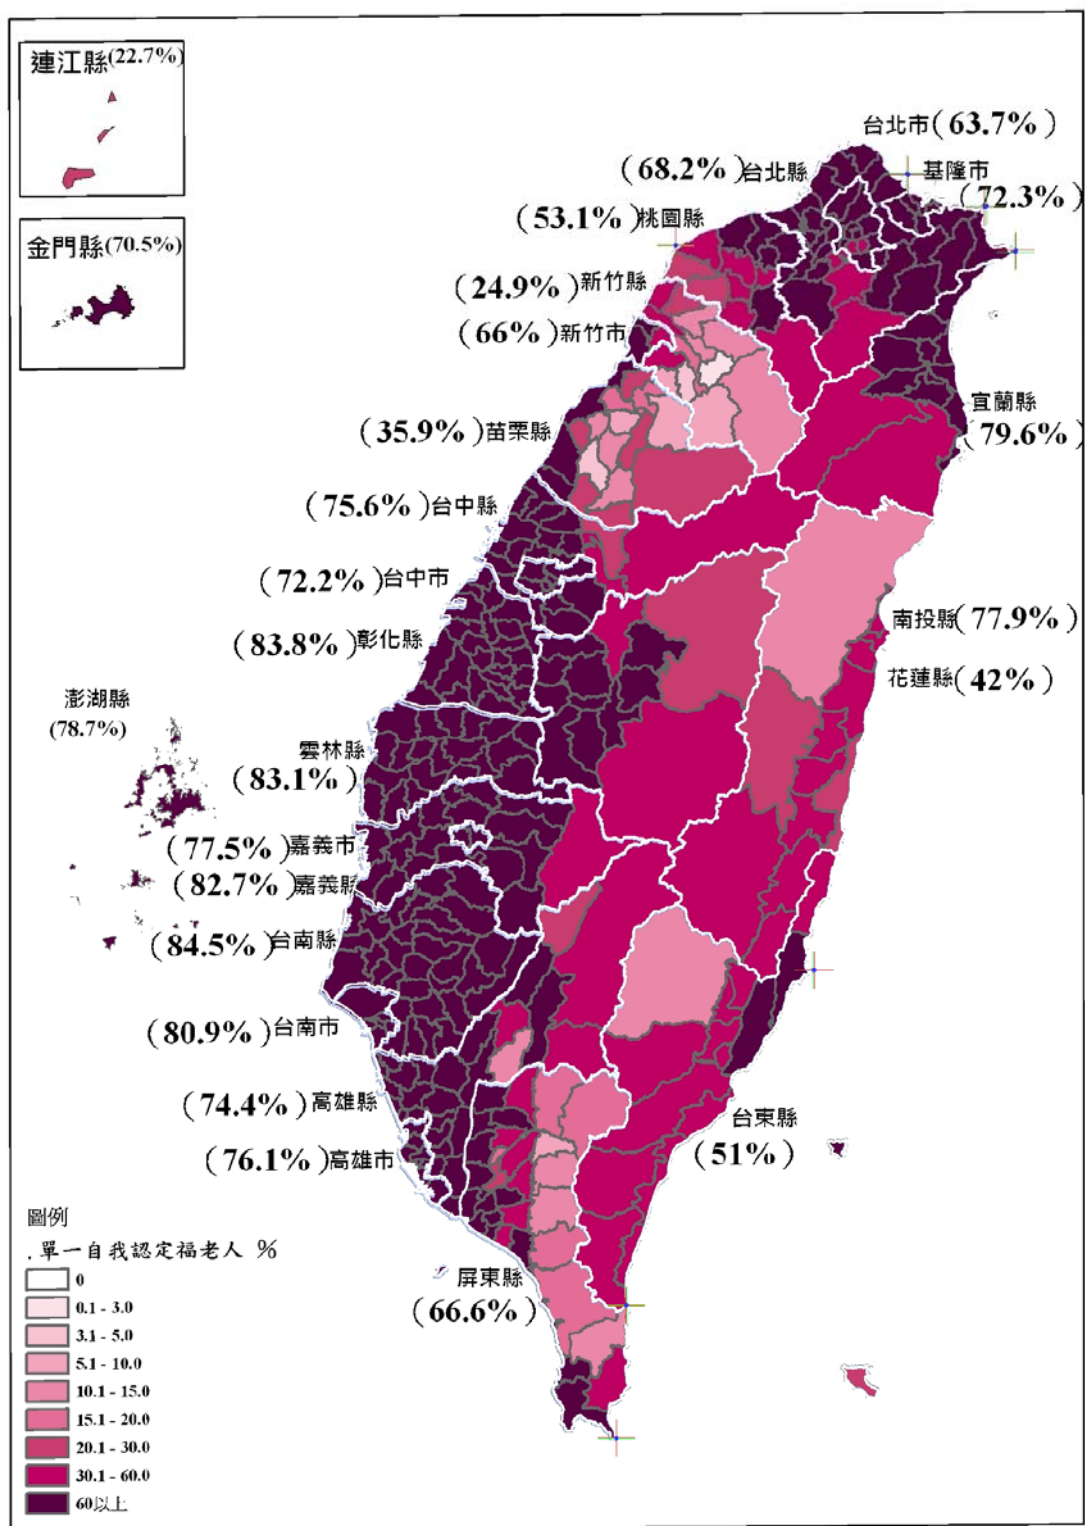 連江縣(22.7%)
金門縣(70.5%)
台北市(63.7%)
(68.2%)台北縣
基隆市
(72.3%)
(53.1%)桃園縣
(24.9%)新竹縣
(66%)新竹市
宜蘭縣
(79.6%)
(35.9%)苗栗縣
(75.6%)台中縣
(72.2%)台中市
南投縣(77.9%)
(83.8%)彰化縣
花蓮縣(42%)
澎湖縣
(78.7%)
雲林縣
(83.1%)
(77.5%)嘉義市
(82.7%)嘉義縣
(84.5%)台南縣
(80.9%)台南市
(74.4%)高雄縣
台東縣
(51%)
(76.1%)高雄市
屏東縣
(66.6%)
圖例
.單一自我認定福老人 %
0
0.1 - 3.0
3.1 - 5.0
5.1 - 10.0
10.1 - 15.0
15.1 - 20.0
20.1 - 30.0
30.1 - 60.0
60以上